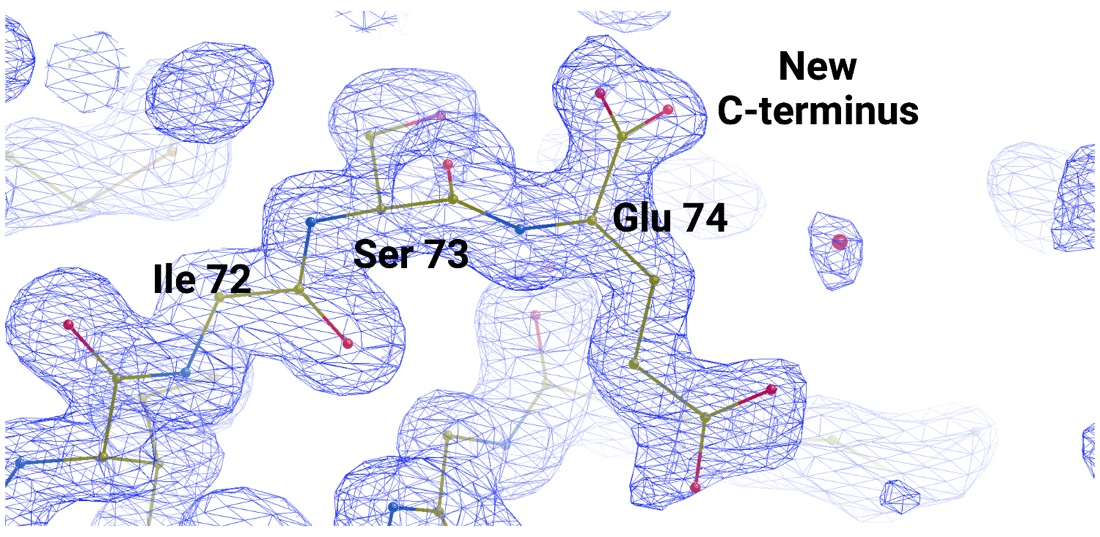 New
C-terminus
Glu 74
Ser 73
Ile 72